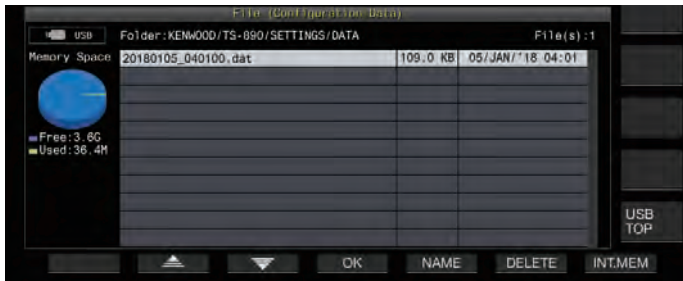 File (Configuration Data)
USB Folder:KENWOOD/TS-890/SETTINGS/DATA File(s):1
Memory Space 20180105_040100.dat 109.0 KB 05/JAN/'18 04:01
Free:3.6G
Used:36.4M
USB
TOP
OK NAME DELETE INT.MEM